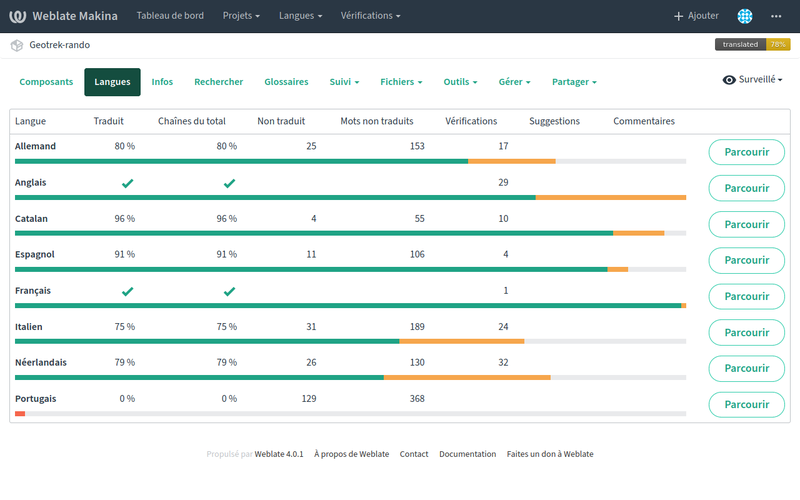 Weblate Makina Tableau de bord Projets Langues Vérifications Ajouter
Geotrek-rando translated 78%
Composants Langues Infos Rechercher Glossaires Suivi Fichiers Outils Gérer Partager Surveillé
Langue Traduit Chaînes du total Non traduit Mots non traduits Vérifications Suggestions Commentaires
Allemand 80 % 80 % 25 153 17 Parcourir
Anglais 29 Parcourir
Catalan 96 % 96 % 4 55 10 Parcourir
Espagnol 91 % 91 % 11 106 4 Parcourir
Français 1 Parcourir
Italien 75 % 75 % 31 189 24 Parcourir
Néerlandais 79 % 79 % 26 130 32 Parcourir
Portugais 0 % 0 % 129 368 Parcourir
Propulsé par Weblate 4.0.1 À propos de Weblate Contact Documentation Faites un don à Weblate